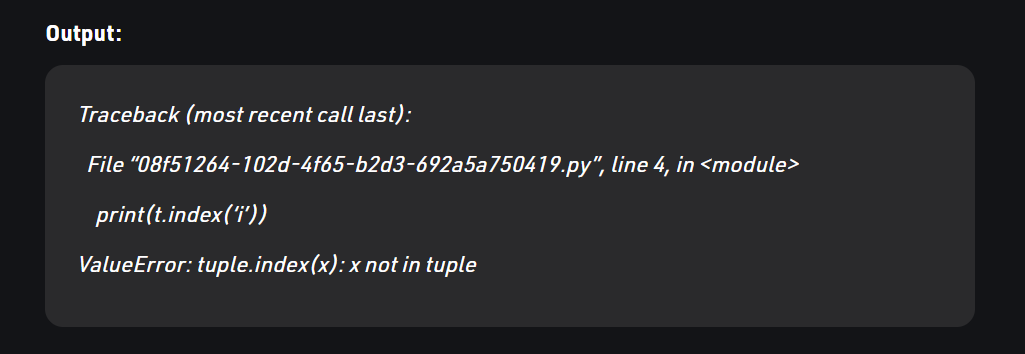 Output:
Traceback (most recent call last):
File “08f51264-102d-4f65-b2d3-692a5a750419.py”, line 4, in <module>
print(t.index(‘i’))
ValueError: tuple.index(x): x not in tuple